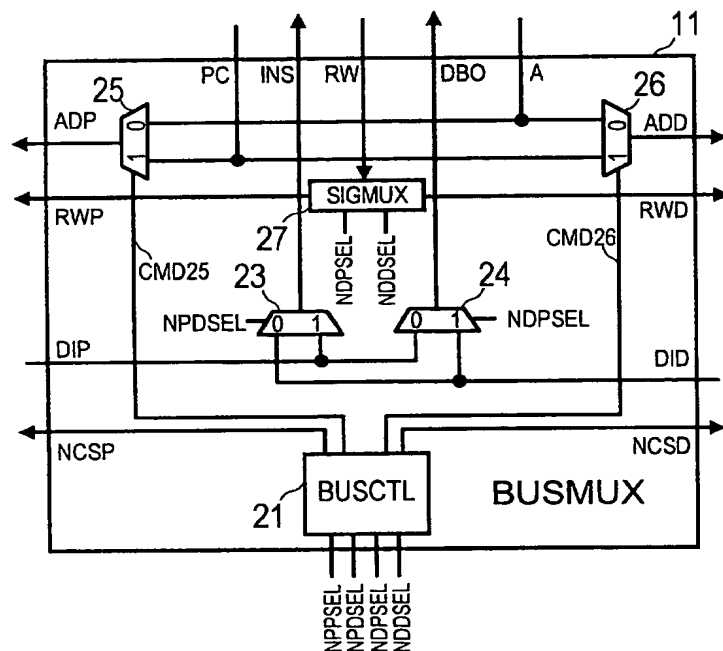 11
PC INS RW DBO A
25
26
ADP
0
1
0
1
ADD
SIGMUX
RWP
27
RWD
NDPSEL
NDDSEL
CMD25
CMD26
23
24
NPDSEL
0 1
0 1
NDPSEL
DIP
DID
NCSP
NCSD
21
BUSCTL
BUSMUX
NPPSEL
NPDSEL
NDPSEL
NDDSEL